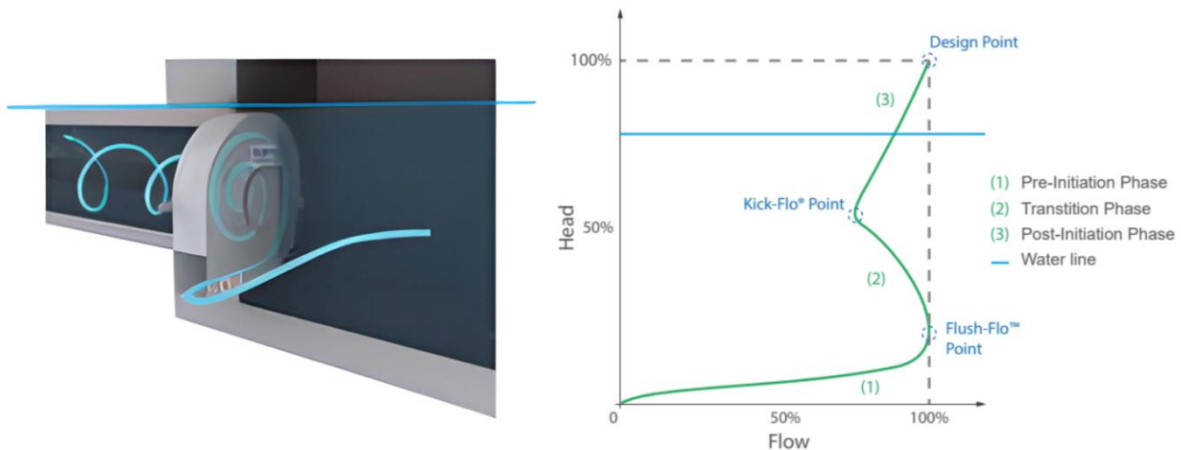 Design Point
100%
(3)
Kick-Flo® Point
50%
Head
(2)
Flush-Flo™
Point
(1)
0
50%
100%
Flow
(1) Pre-Initiation Phase
(2) Transtition Phase
(3) Post-Initiation Phase
Water line